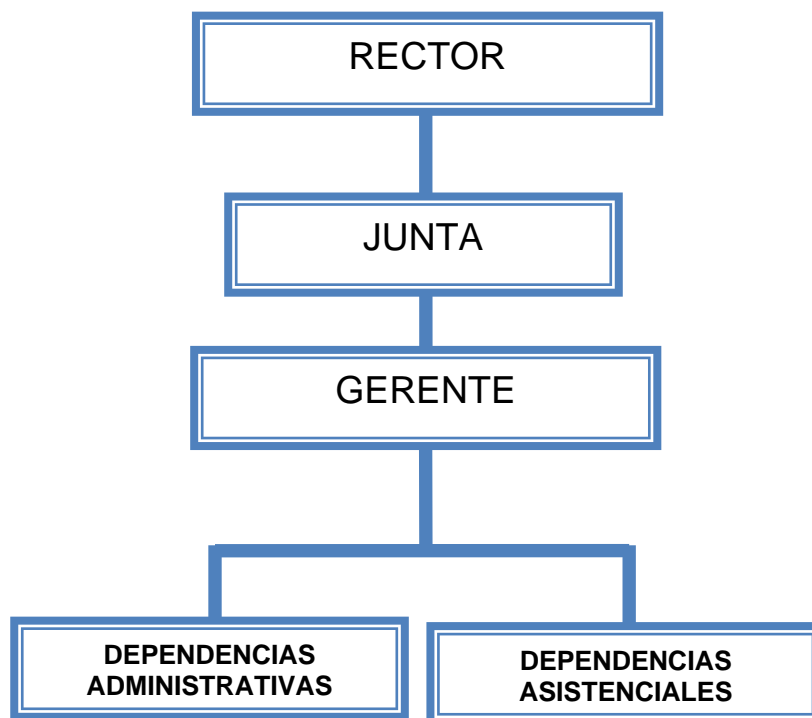 RECTOR
JUNTA
GERENTE
DEPENDENCIAS
ADMINISTRATIVAS
DEPENDENCIAS
ASISTENCIALES